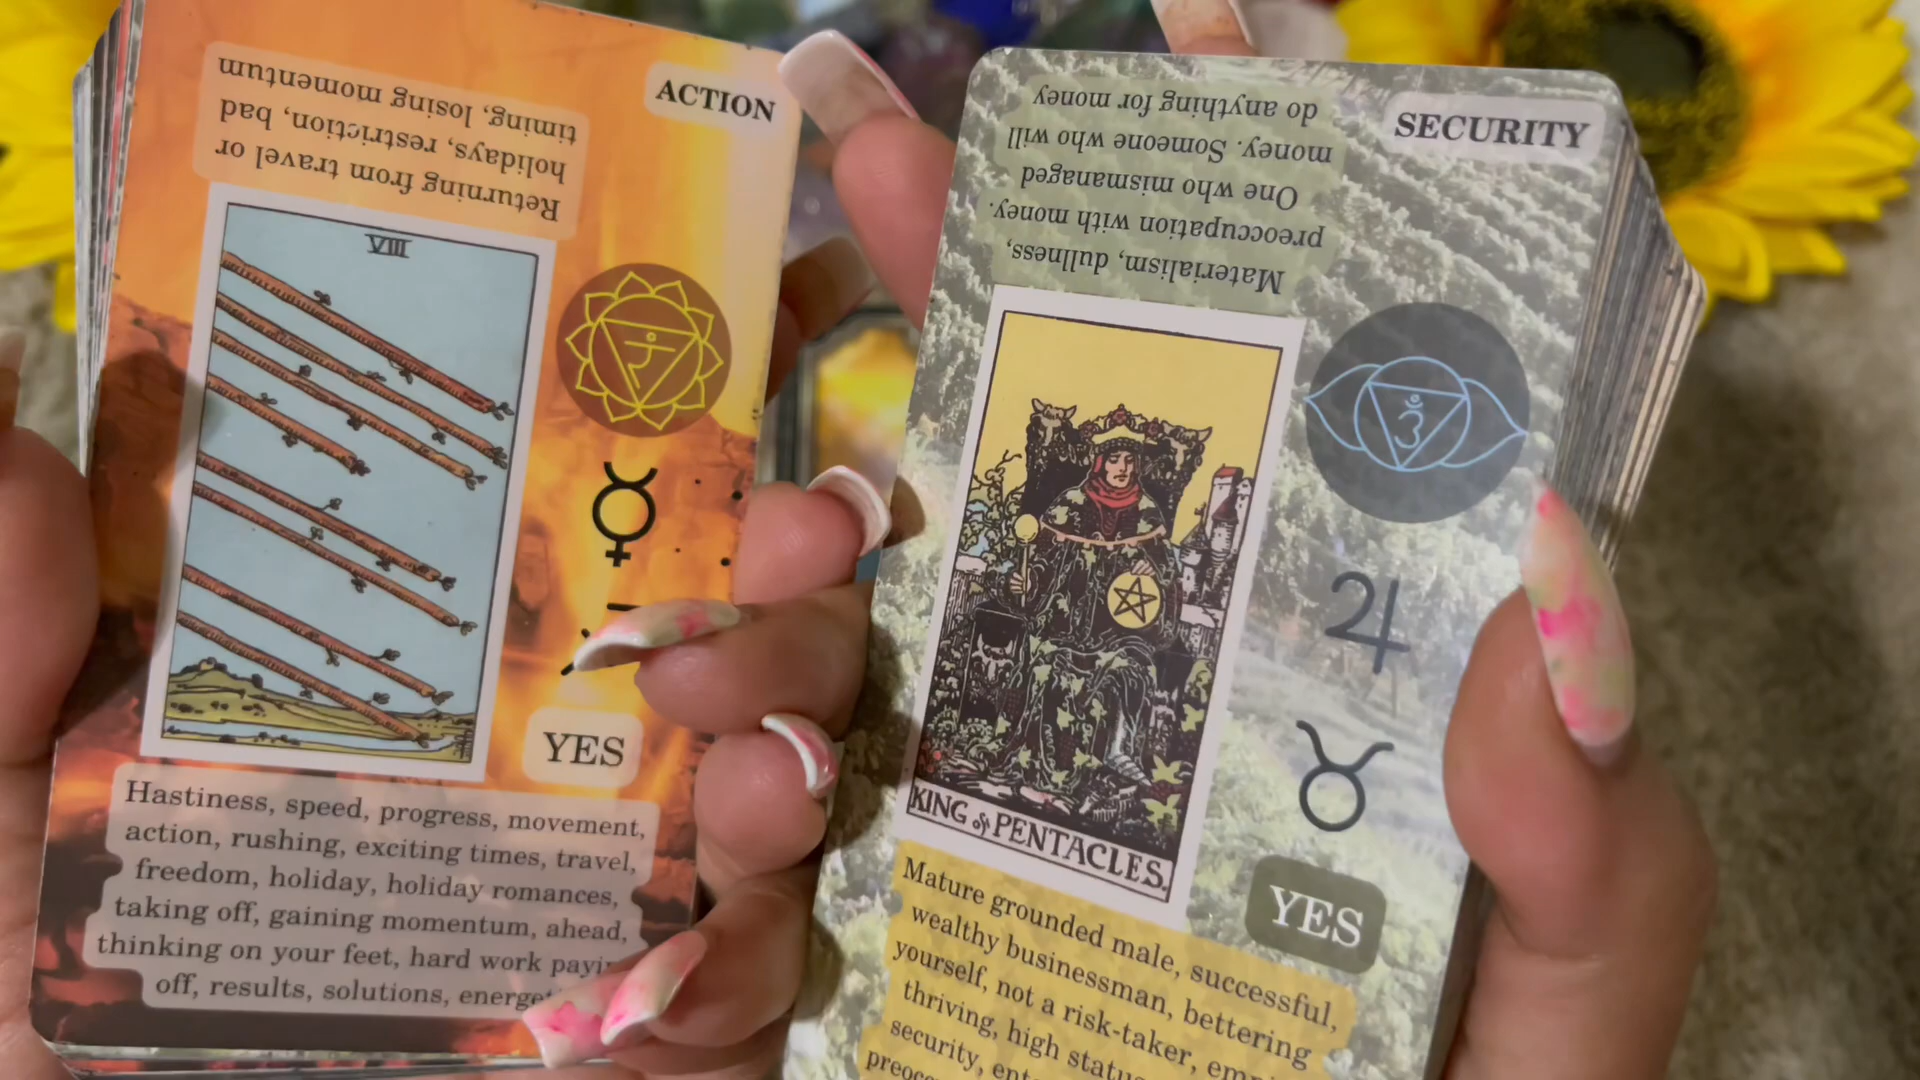 ACTION
Returning from travel or
holidays, restriction, bad
timing, losing momentum
VIII
YES
Hastiness, speed, progress, movement,
action, rushing, exciting times, travel,
freedom, holiday, holiday romances,
taking off, gaining momentum, ahead,
thinking on your feet, hard work
off, results, solutions,
SECURITY
Materialism, dullness,
preoccupation with money.
One who mismanaged
money. Someone who will
do anything for money
KING of PENTACLES.
YES
Mature grounded male, successful,
wealthy businessman, bettering
yourself, not a risk-taker,
thriving, high
security,